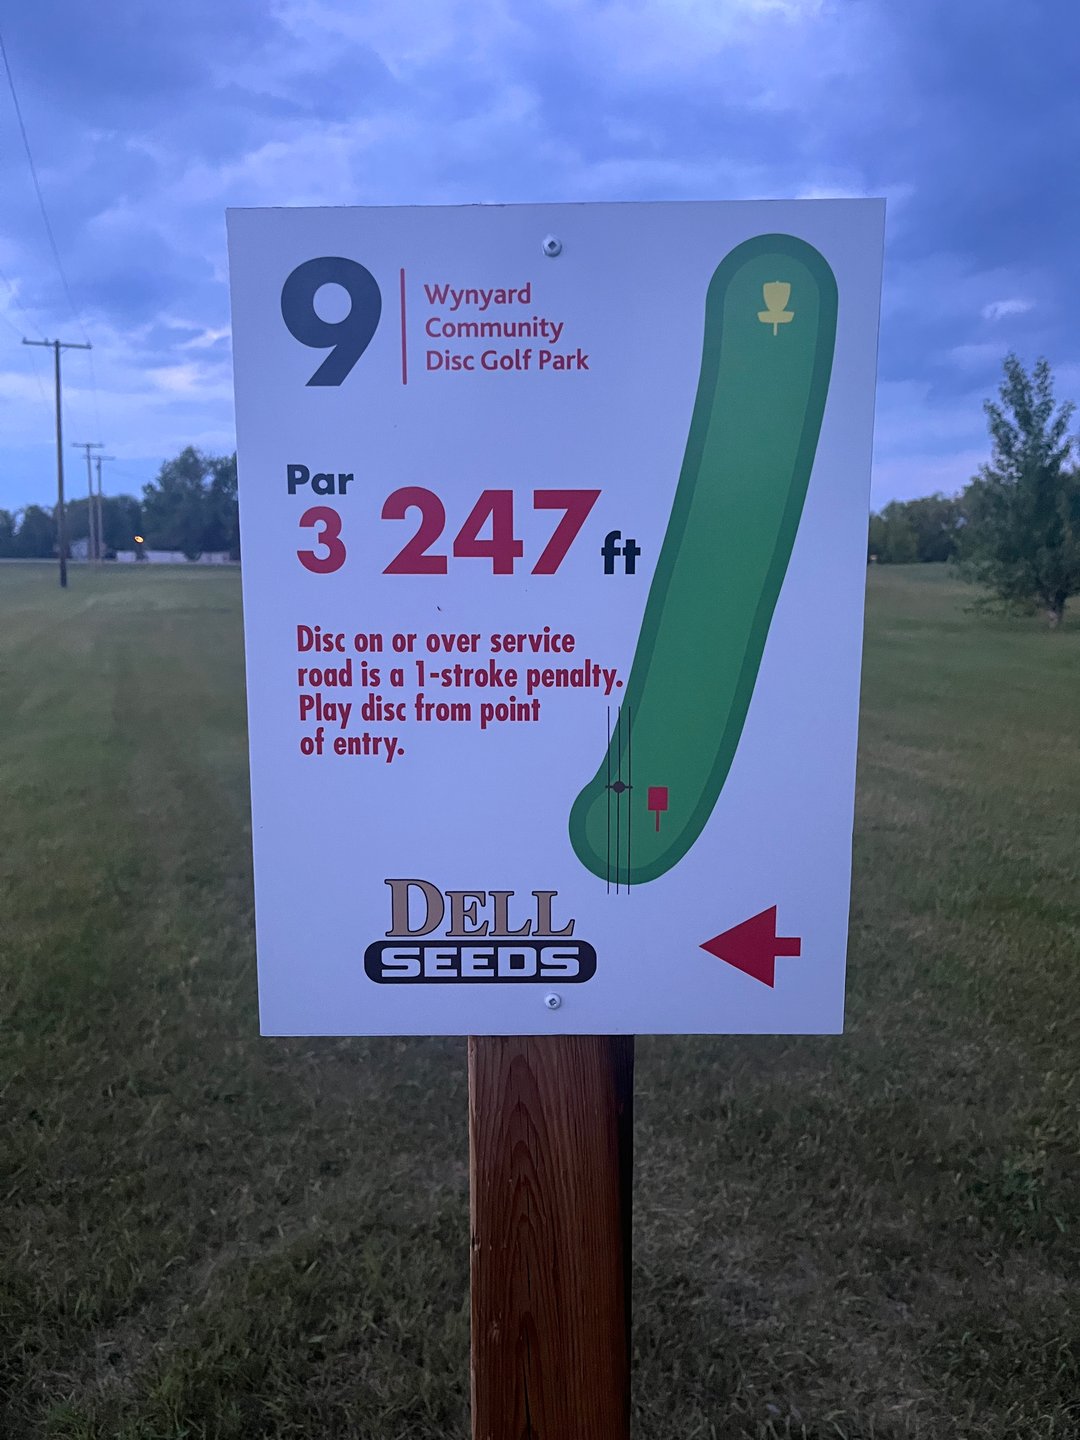 9
Wynyard
Community
Disc Golf Park
Par
3 247 ft
Disc on or over service
road is a 1-stroke penalty.
Play disc from point
of entry.
DELL
SEEDS